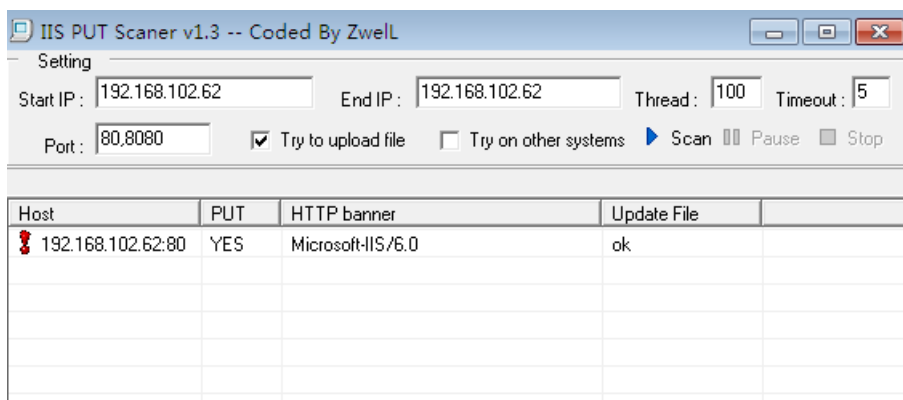 IIS PUT Scaner v1.3 -- Coded By ZwelL
Setting
Start IP : 192.168.102.62 End IP : 192.168.102.62 Thread : 100 Timeout : 5
Port : 80,8080 Try to upload file Try on other systems Scan Pause Stop
Host PUT HTTP banner Update File
192.168.102.62:80 YES Microsoft-IIS/6.0 ok